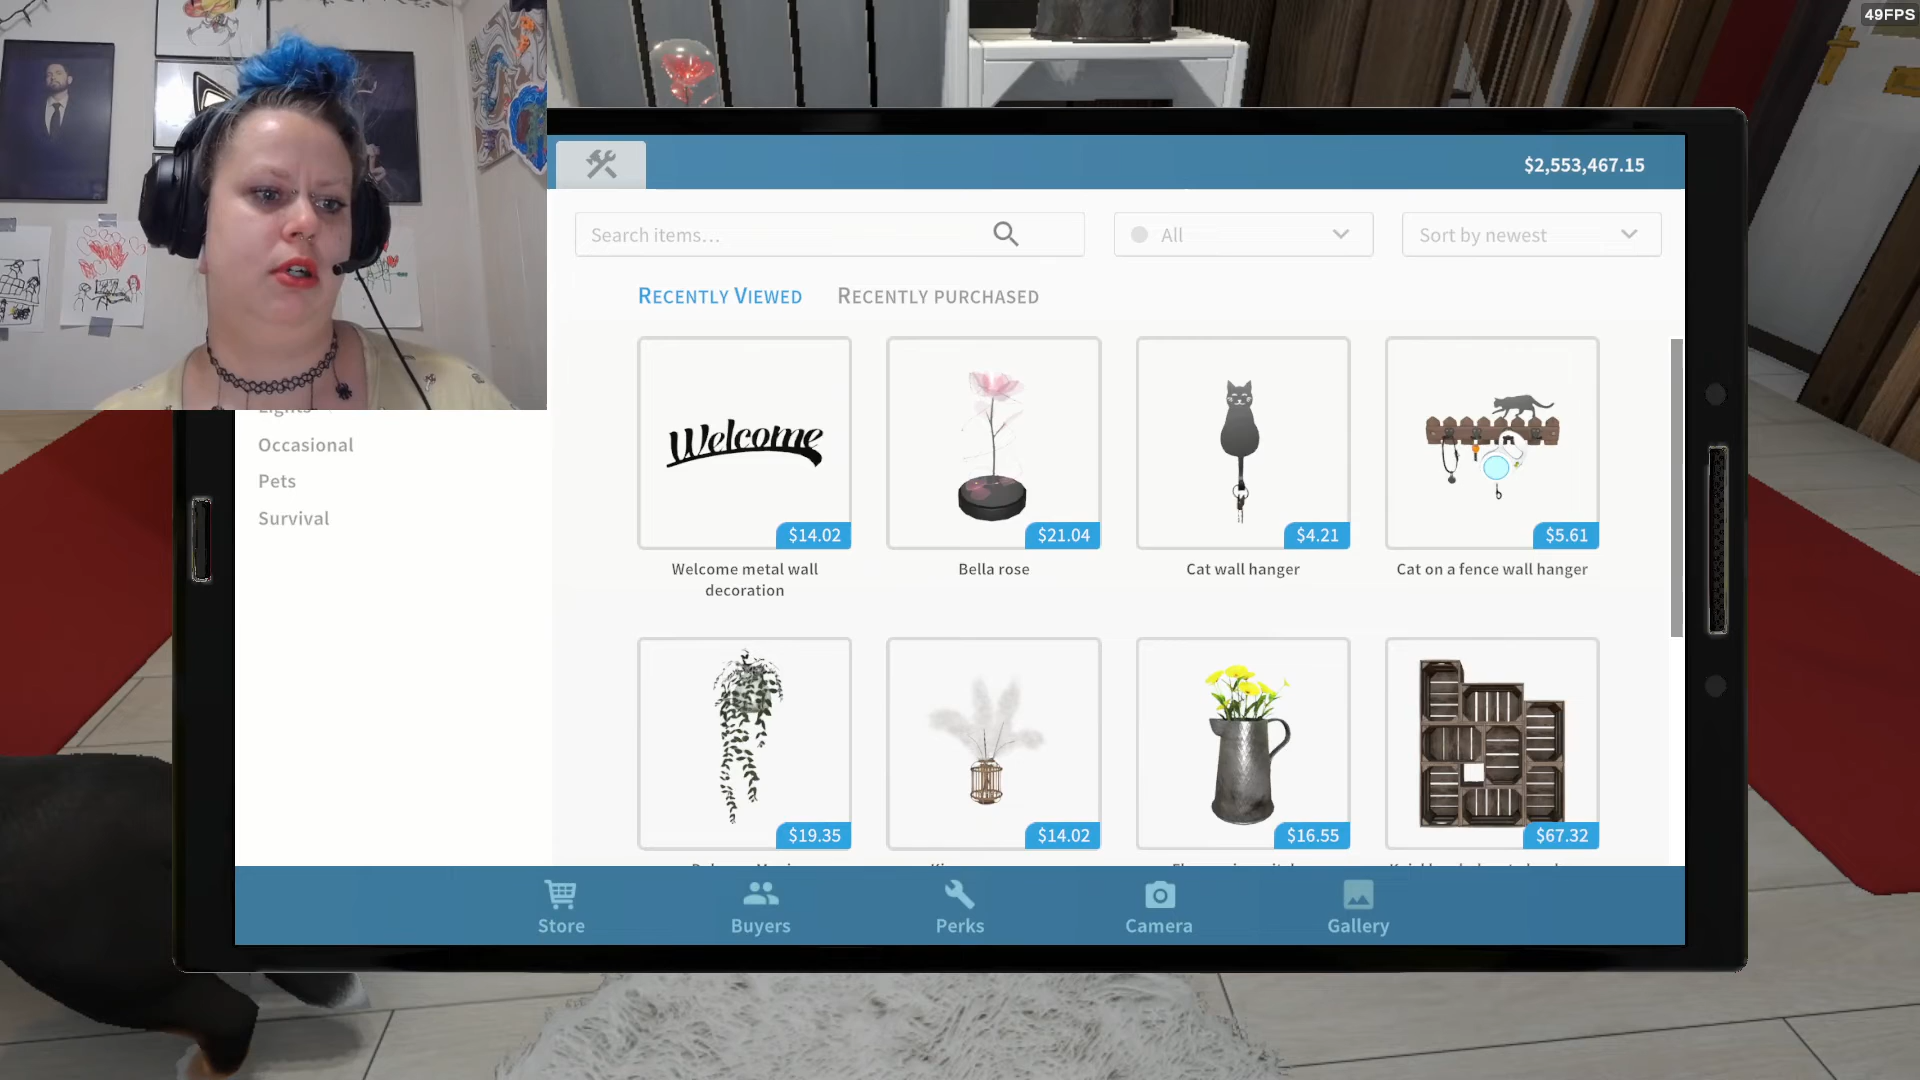 49FPS
$2,553,467.15
Search items...
All
Sort by newest
RECENTLY VIEWED
RECENTLY PURCHASED
Occasional
Pets
Survival
Welcome
$14.02
$21.04
$4.21
$5.61
Welcome metal wall
decoration
Bella rose
Cat wall hanger
Cat on a fence wall hanger
$19.35
$14.02
$16.55
$67.32
Store
Buyers
Perks
Camera
Gallery